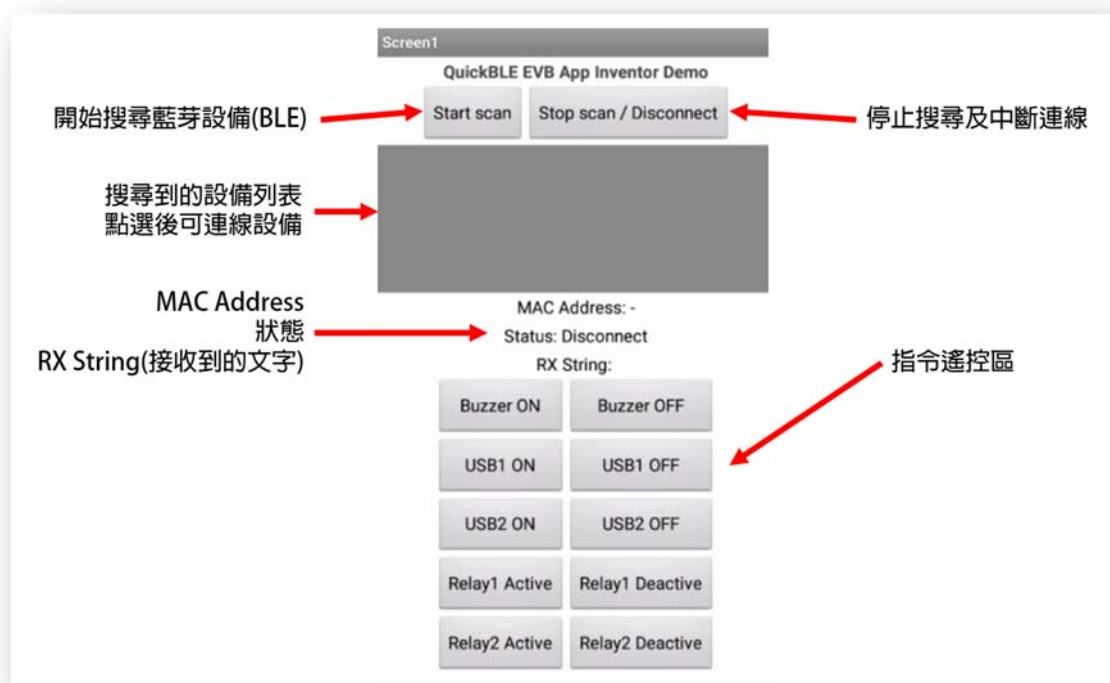 Screen1
QuickBLE EVB App Inventor Demo
開始搜尋藍芽設備(BLE)
Start scan
Stop scan / Disconnect
停止搜尋及中斷連線
搜尋到的設備列表
點選後可連線設備
MAC Address
狀態
RX String(接收到的文字)
MAC Address: -
Status: Disconnect
RX String:
指令遙控區
Buzzer ON
Buzzer OFF
USB1 ON
USB1 OFF
USB2 ON
USB2 OFF
Relay1 Active
Relay1 Deactive
Relay2 Active
Relay2 Deactive